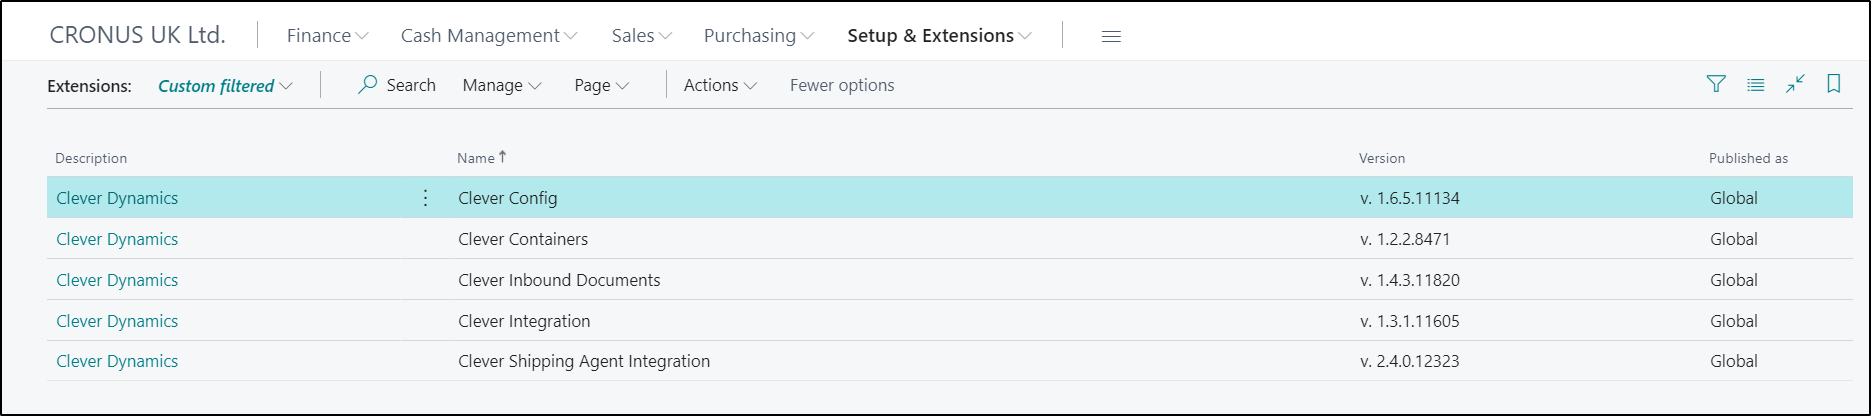 CRONUS UK Ltd. Finance Cash Management Sales Purchasing Setup & Extensions
Extensions: Custom filtered Search Manage Page Actions Fewer options
Description Name ↑ Version Published as
Clever Dynamics Clever Config v. 1.6.5.11134 Global
Clever Dynamics Clever Containers v. 1.2.2.8471 Global
Clever Dynamics Clever Inbound Documents v. 1.4.3.11820 Global
Clever Dynamics Clever Integration v. 1.3.1.11605 Global
Clever Dynamics Clever Shipping Agent Integration v. 2.4.0.12323 Global